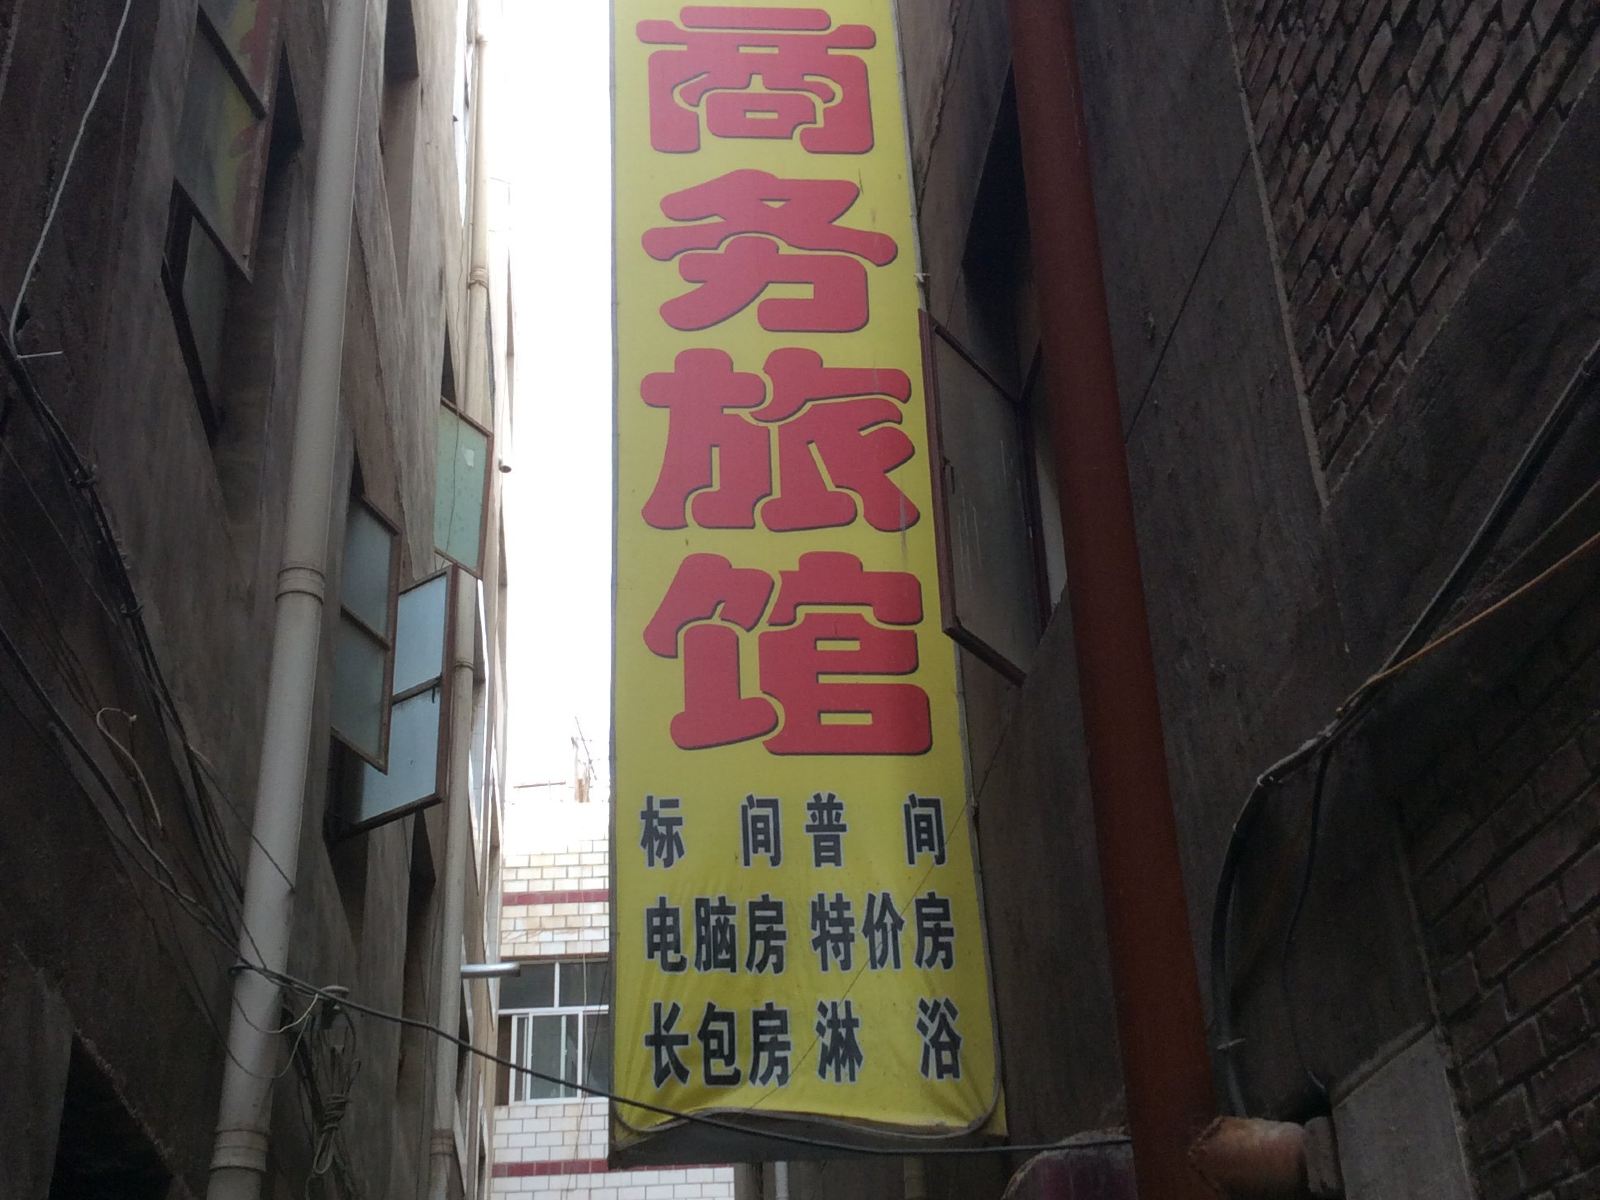 商务旅馆
标间 普间
电脑房 特价房
长包房 淋浴